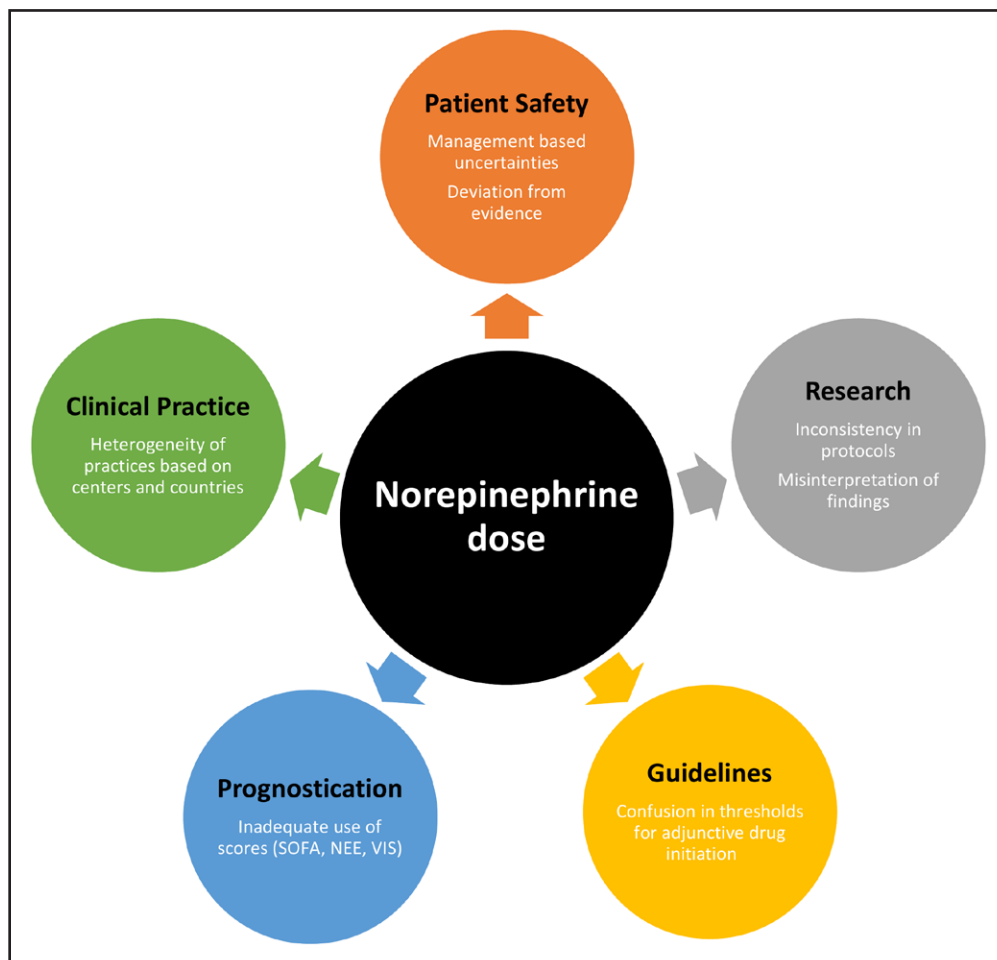 Patient Safety
Management based
uncertainties
Deviation from
evidence
Clinical Practice
Heterogeneity of
practices based on
centers and countries
Research
Inconsistency in
protocols
Misinterpretation of
findings
Norepinephrine
dose
Prognostication
Inadequate use of
scores (SOFA, NEE, VIS)
Guidelines
Confusion in thresholds
for adjunctive drug
initiation